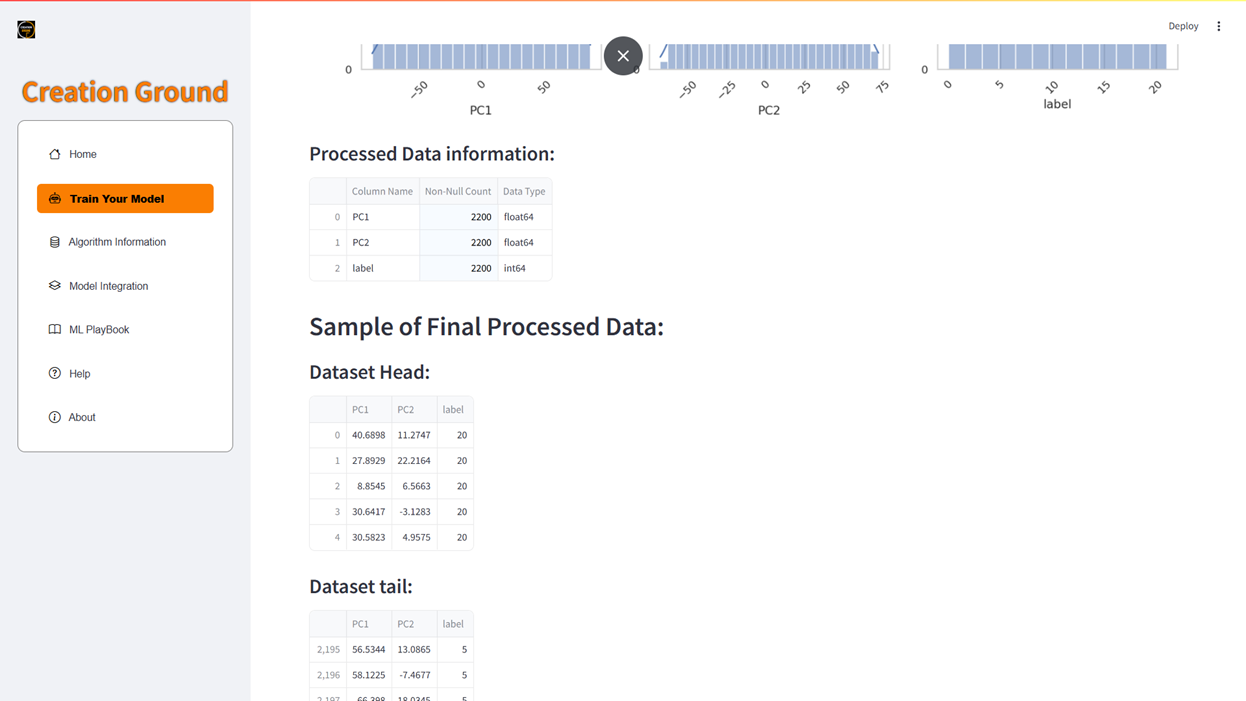 Deploy
Creation Ground
Home
Train Your Model
Algorithm Information
Model Integration
ML PlayBook
Help
About
0 0 0
−50 0 50 −50 −25 0 25 50 75 0 5 10 15 20
PC1 PC2 label
Processed Data information:
Column Name Non-Null Count Data Type
0 PC1 2200 float64
1 PC2 2200 float64
2 label 2200 int64
Sample of Final Processed Data:
Dataset Head:
PC1 PC2 label
0 40.6898 11.2747 20
1 27.8929 22.2164 20
2 8.8545 6.5663 20
3 30.6417 -3.1283 20
4 30.5823 4.9575 20
Dataset tail:
PC1 PC2 label
2,195 56.5344 13.0865 5
2,196 58.1225 -7.4677 5
2,197 66.398 18.0345 5